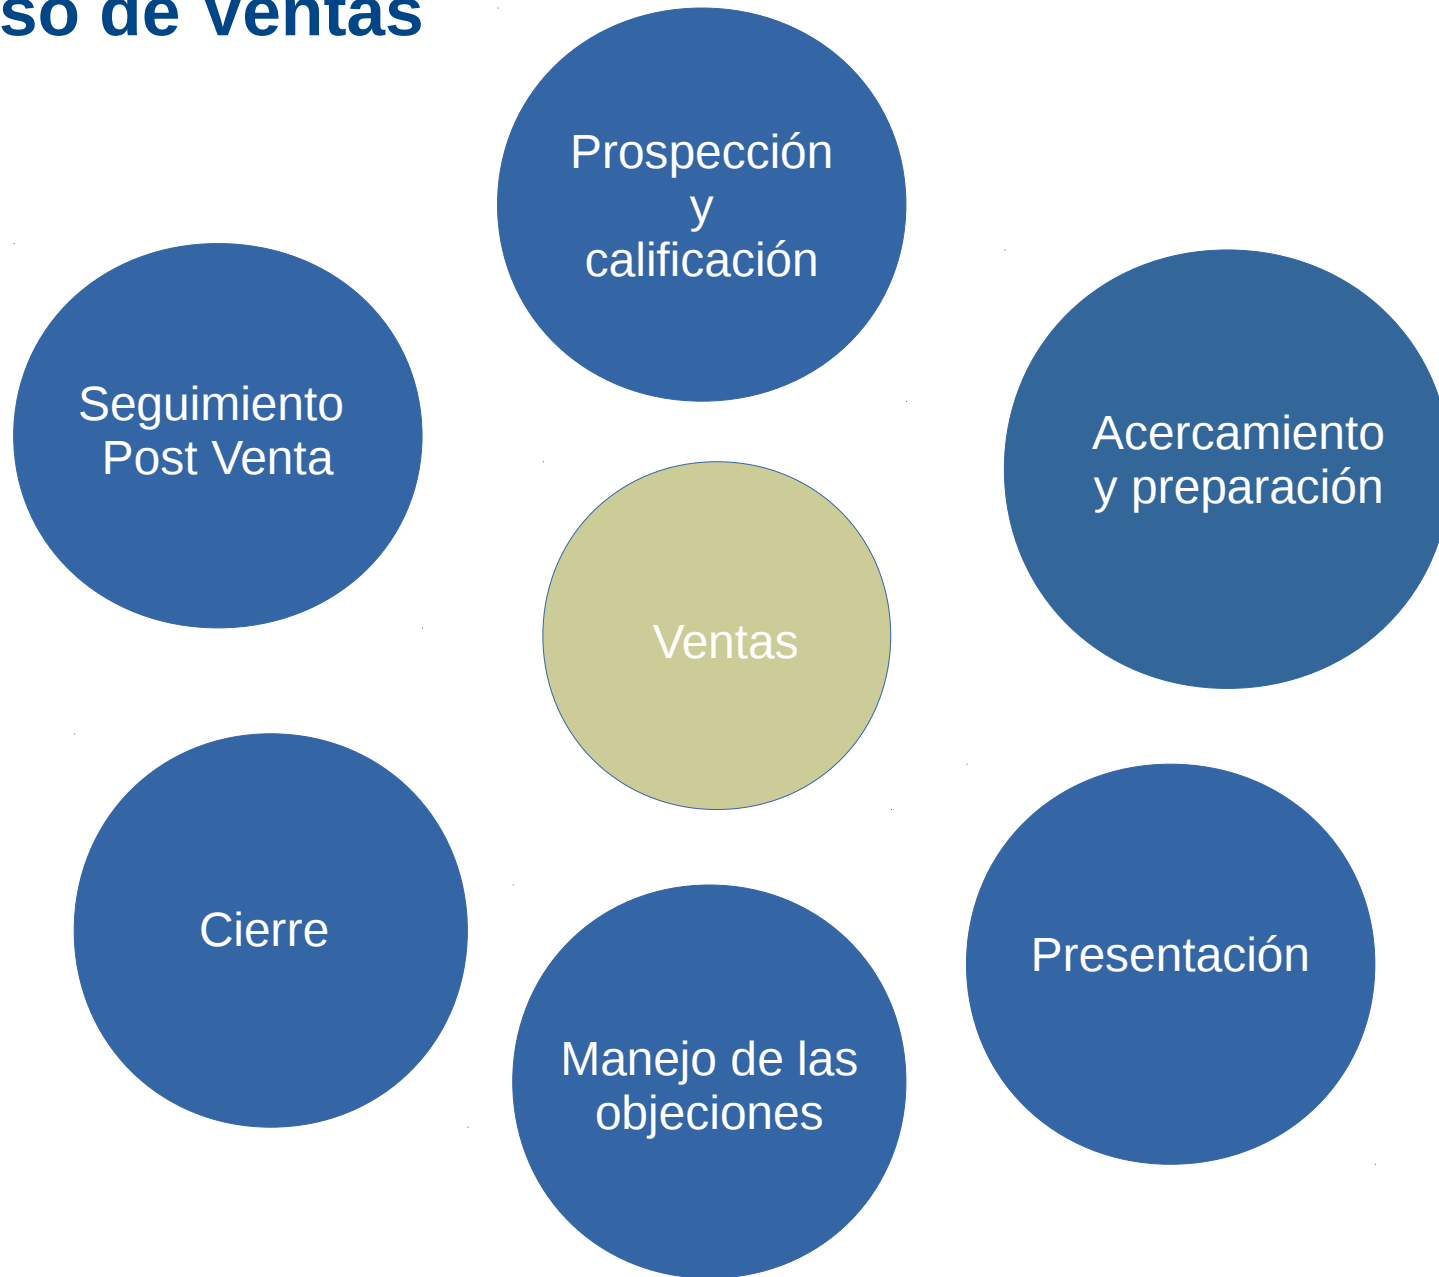 so de Ventas
Prospección
y
calificación
Acercamiento
y preparación
Presentación
Manejo de las
objeciones
Cierre
Seguimiento
Post Venta
Ventas